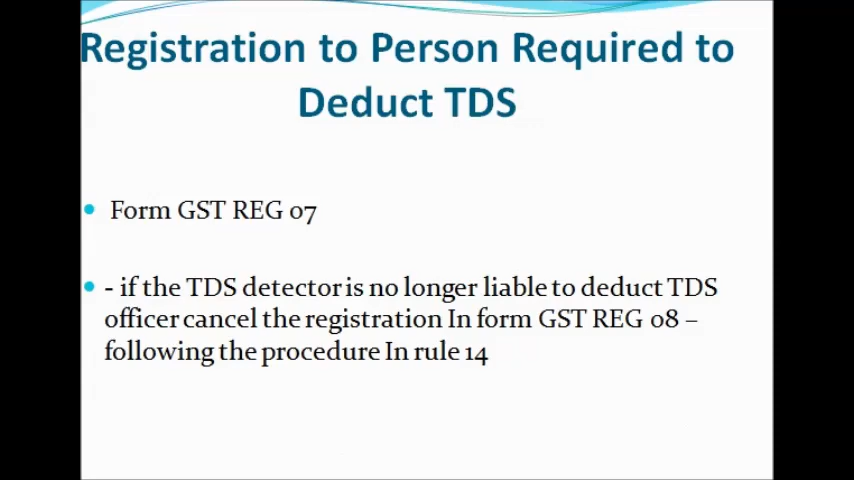 Registration to Person Required to
Deduct TDS
• Form GST REG 07
• - if the TDS detector is no longer liable to deduct TDS
officer cancel the registration In form GST REG 08 –
following the procedure In rule 14